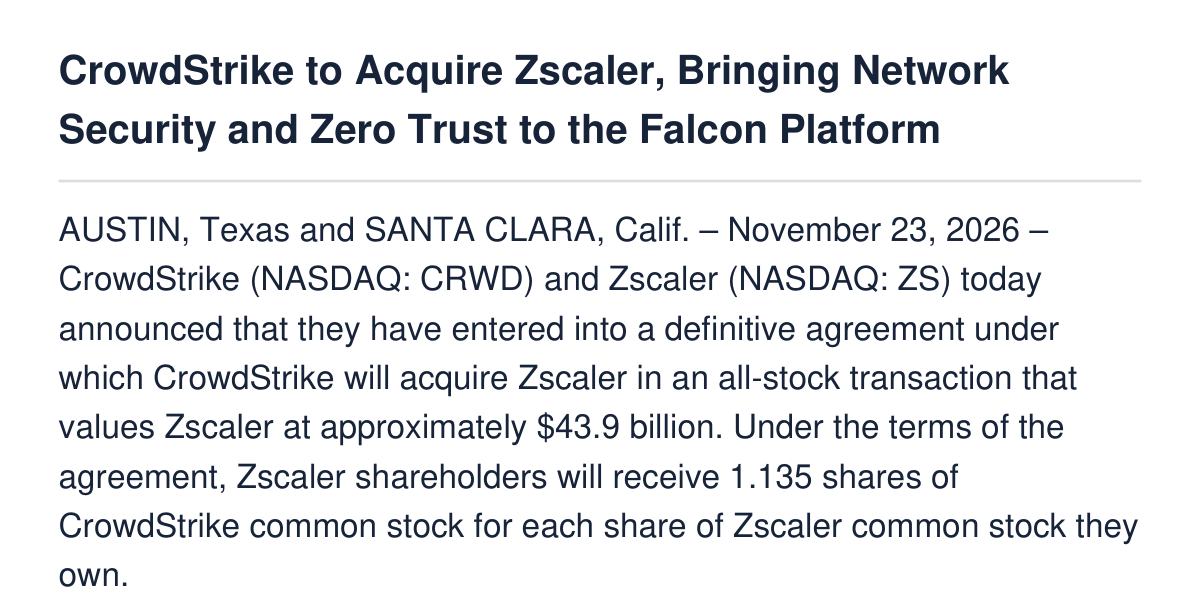 CrowdStrike to Acquire Zscaler, Bringing Network
Security and Zero Trust to the Falcon Platform
AUSTIN, Texas and SANTA CLARA, Calif. – November 23, 2026 –
CrowdStrike (NASDAQ: CRWD) and Zscaler (NASDAQ: ZS) today
announced that they have entered into a definitive agreement under
which CrowdStrike will acquire Zscaler in an all-stock transaction that
values Zscaler at approximately $43.9 billion. Under the terms of the
agreement, Zscaler shareholders will receive 1.135 shares of
CrowdStrike common stock for each share of Zscaler common stock they
own.